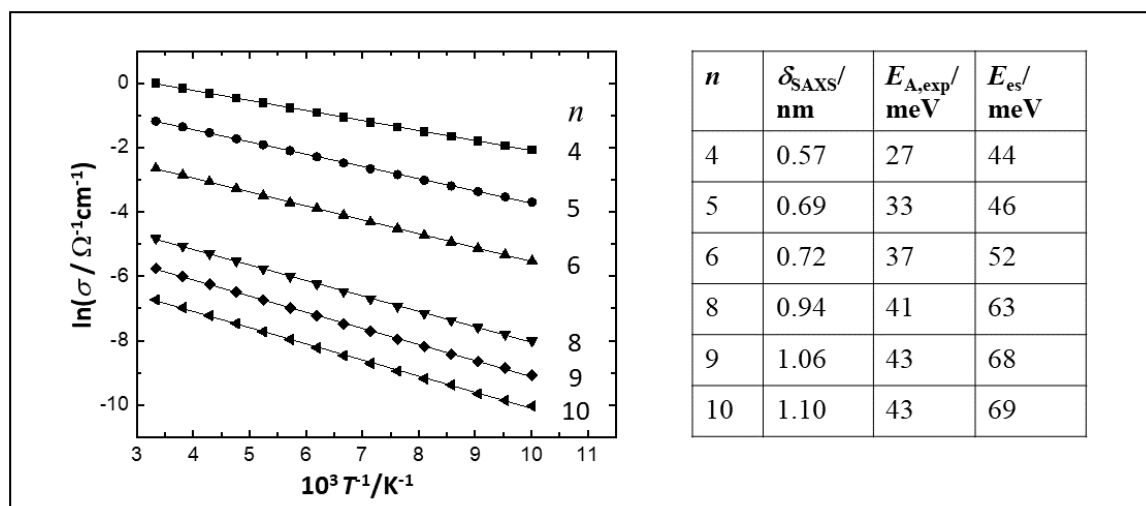 0
-2
-4
-6
-8
-10
ln(σ / Ω⁻¹cm⁻¹)
n
4
5
6
8
9
10
3 4 5 6 7 8 9 10 11
10³ T⁻¹/K⁻¹
n δSAXS/ nm EA,exp/ meV Ees/ meV
4 0.57 27 44
5 0.69 33 46
6 0.72 37 52
8 0.94 41 63
9 1.06 43 68
10 1.10 43 69